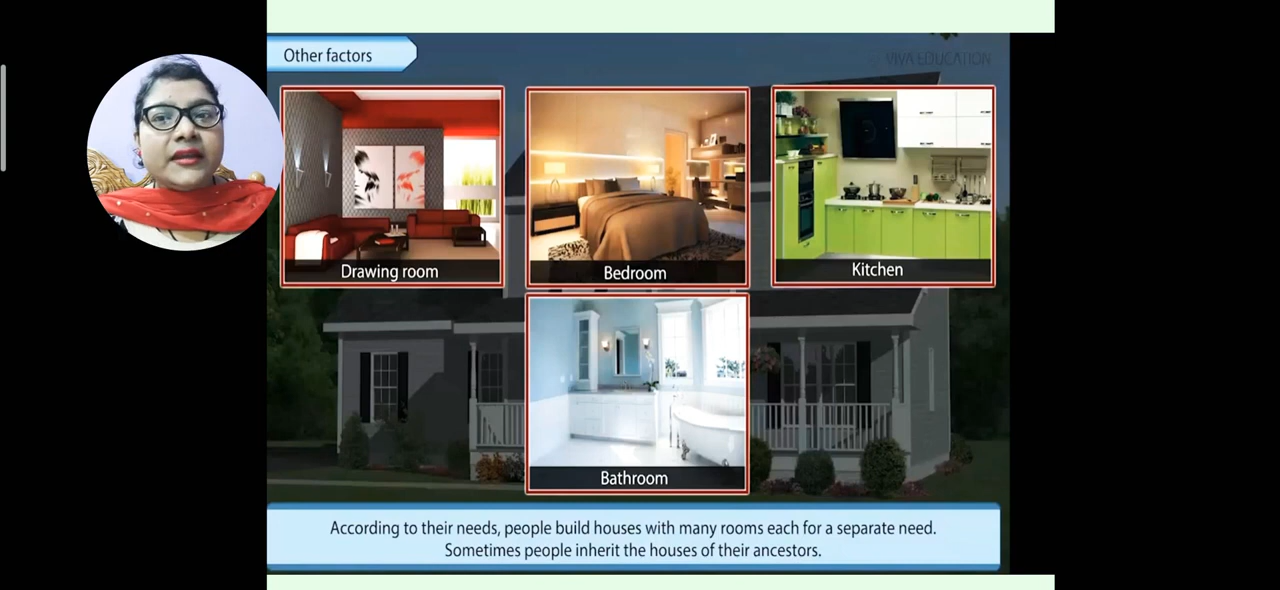 Other factors
VIVA EDUCATION
Drawing room
Bedroom
Kitchen
Bathroom
According to their needs, people build houses with many rooms each for a separate need.
Sometimes people inherit the houses of their ancestors.